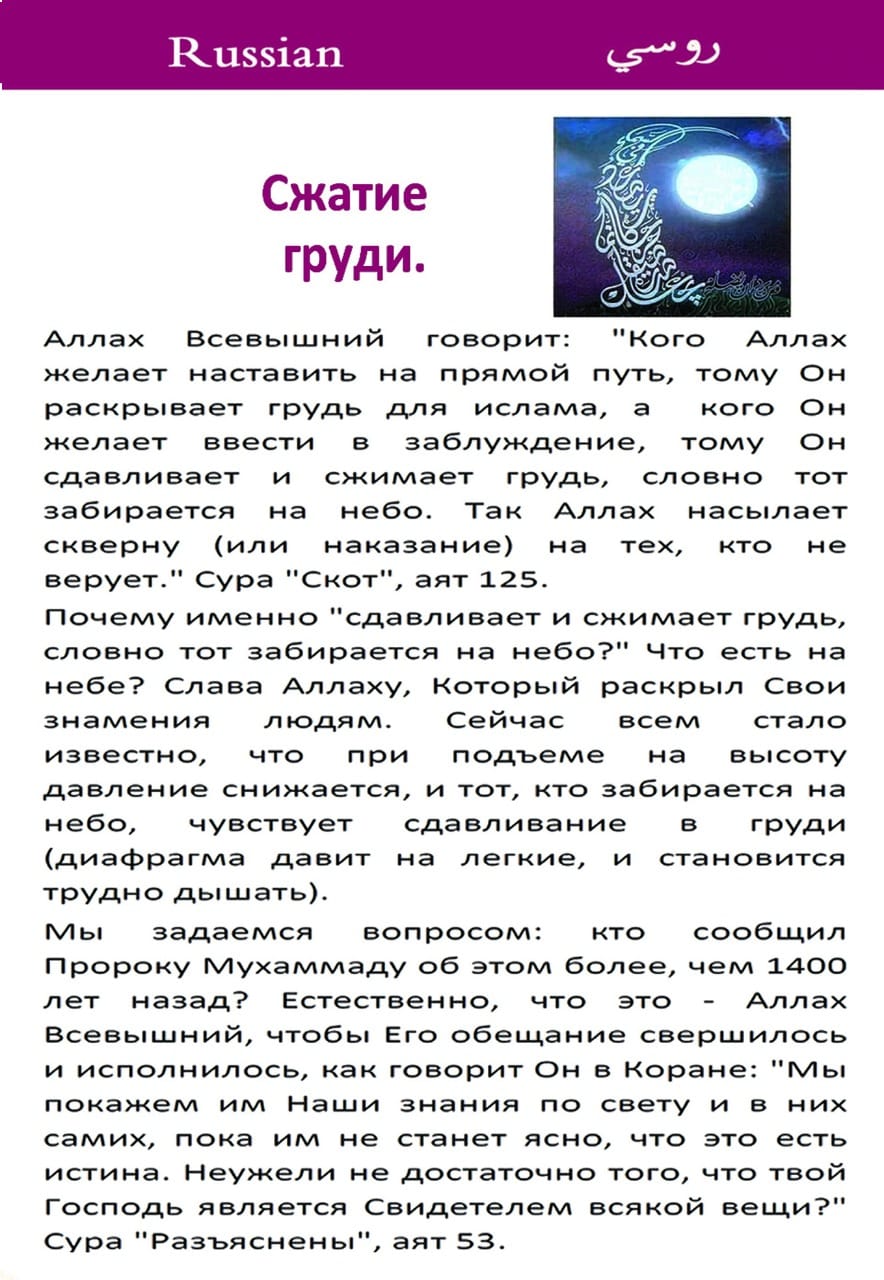 Russian روسي
Сжатие
груди.
Аллах Всевышний говорит: "Кого Аллах
желает наставить на прямой путь, тому Он
раскрывает грудь для ислама, а кого Он
желает ввести в заблуждение, тому Он
сдавливает и сжимает грудь, словно тот
забирается на небо. Так Аллах насылает
скверну (или наказание) на тех, кто не
верует." Сура "Скот", аят 125.
Почему именно "сдавливает и сжимает грудь,
словно тот забирается на небо?" Что есть на
небе? Слава Аллаху, Который раскрыл Свои
знамения людям. Сейчас всем стало
известно, что при подъеме на высоту
давление снижается, и тот, кто забирается на
небо, чувствует сдавливание в груди
(диафрагма давит на легкие, и становится
трудно дышать).
Мы задаемся вопросом: кто сообщил
Пророку Мухаммаду об этом более, чем 1400
лет назад? Естественно, что это - Аллах
Всевышний, чтобы Его обещание свершилось
и исполнилось, как говорит Он в Коране: "Мы
покажем им Наши знания по свету и в них
самих, пока им не станет ясно, что это есть
истина. Неужели не достаточно того, что твой
Господь является Свидетелем всякой вещи?"
Сура "Разъяснены", аят 53.